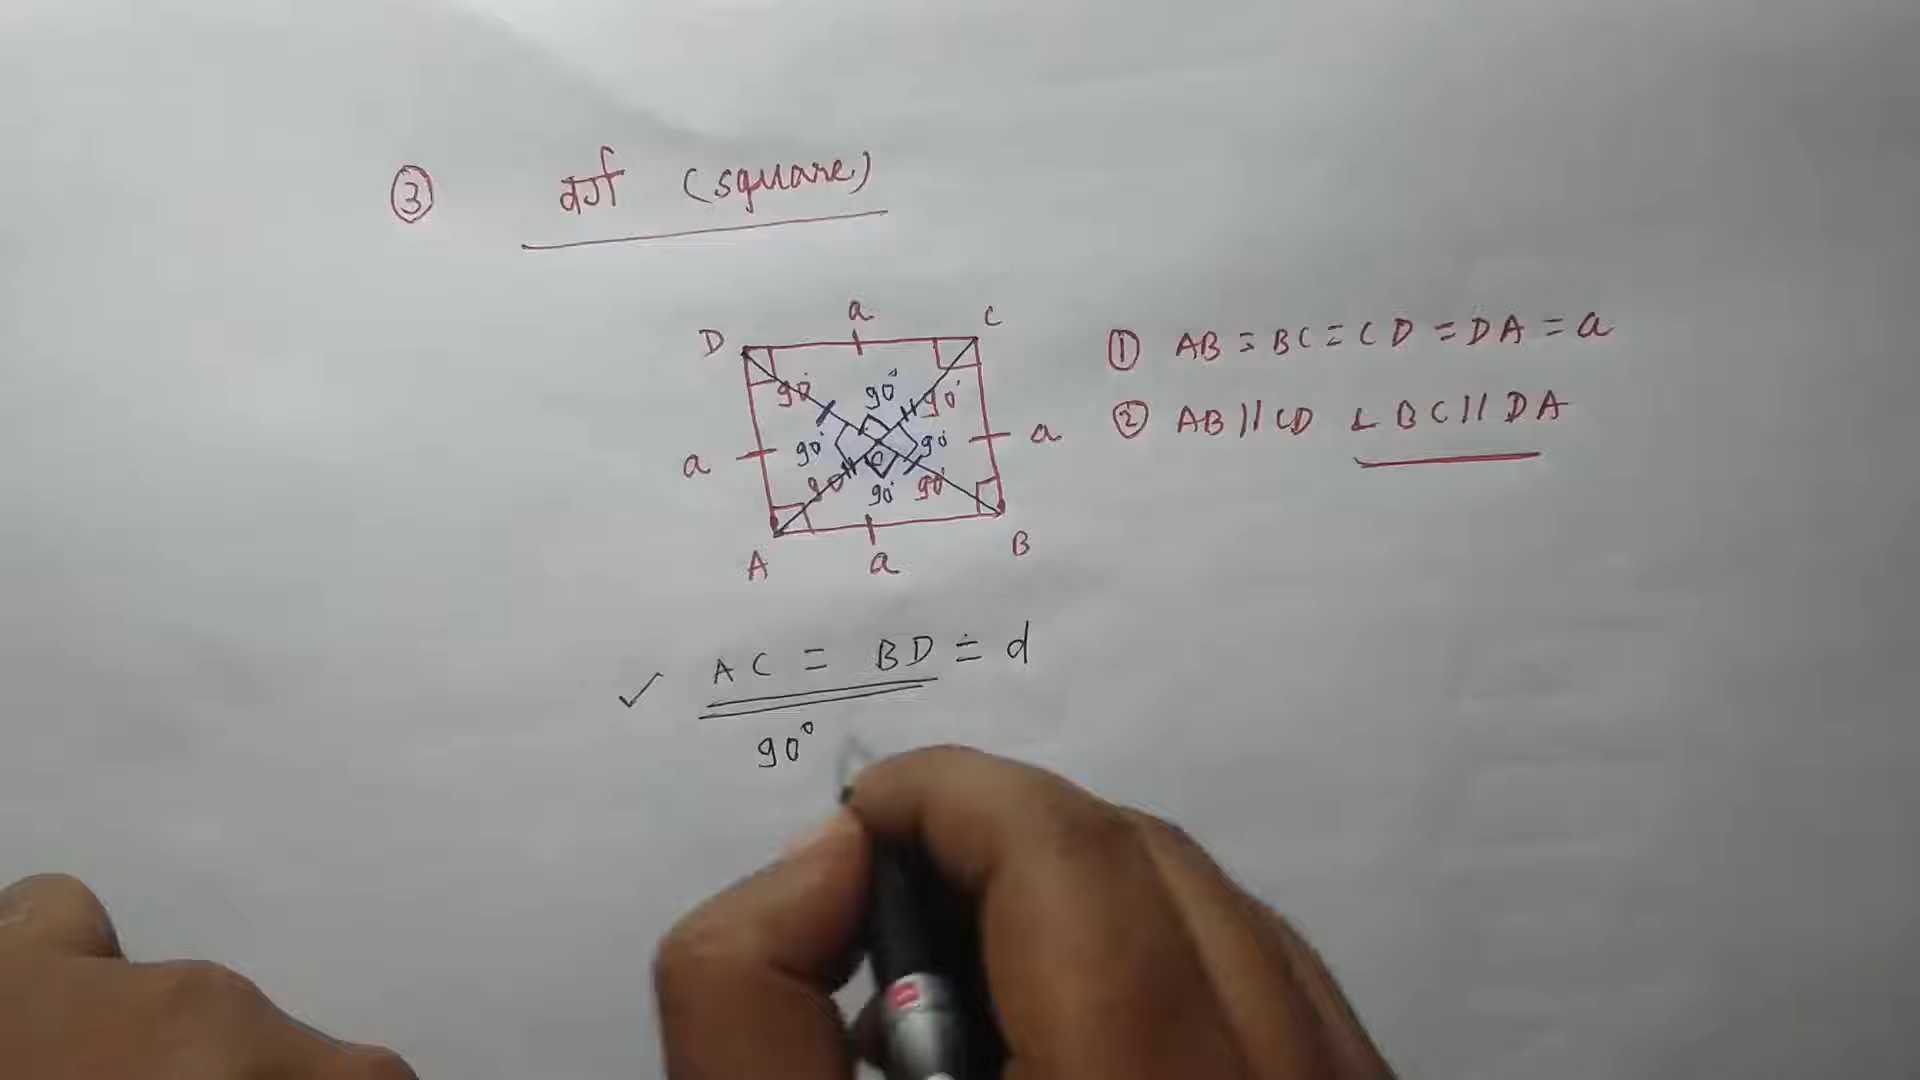 ③ वर्ग (square)
D a C
90° 90° 90°
a 90° 90° a
O
90° 90° 90°
A a B
① AB = BC = CD = DA = a
② AB // CD & BC // DA
✓ AC = BD = d
90°